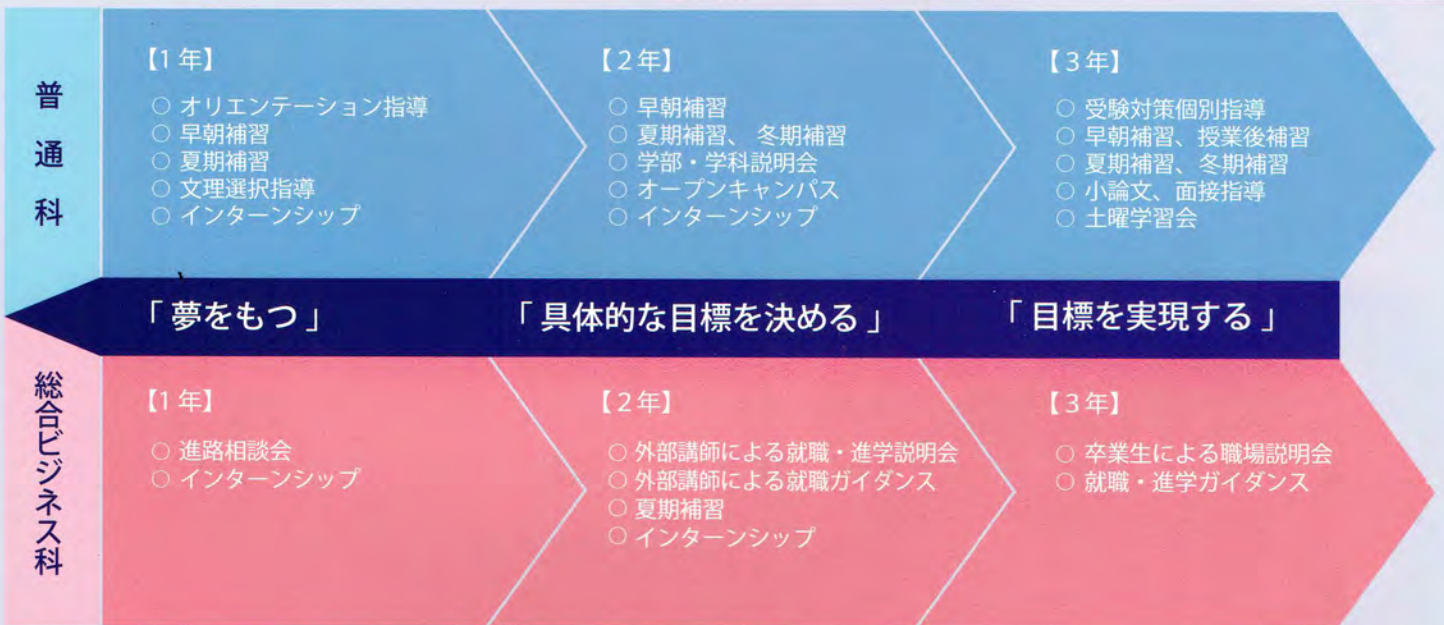 普通科
【1年】
○ オリエンテーション指導
○ 早朝補習
○ 夏期補習
○ 文理選択指導
○ インターンシップ
【2年】
○ 早朝補習
○ 夏期補習、 冬期補習
○ 学部・学科説明会
○ オープンキャンパス
○ インターンシップ
【3年】
○ 受験対策個別指導
○ 早朝補習、授業後補習
○ 夏期補習、冬期補習
○ 小論文、面接指導
○ 土曜学習会
「 夢をもつ 」
「 具体的な目標を決める 」
「 目標を実現する 」
総合ビジネス科
【1年】
○ 進路相談会
○ インターンシップ
【2年】
○ 外部講師による就職・進学説明会
○ 外部講師による就職ガイダンス
○ 夏期補習
○ インターンシップ
【3年】
○ 卒業生による職場説明会
○ 就職・進学ガイダンス